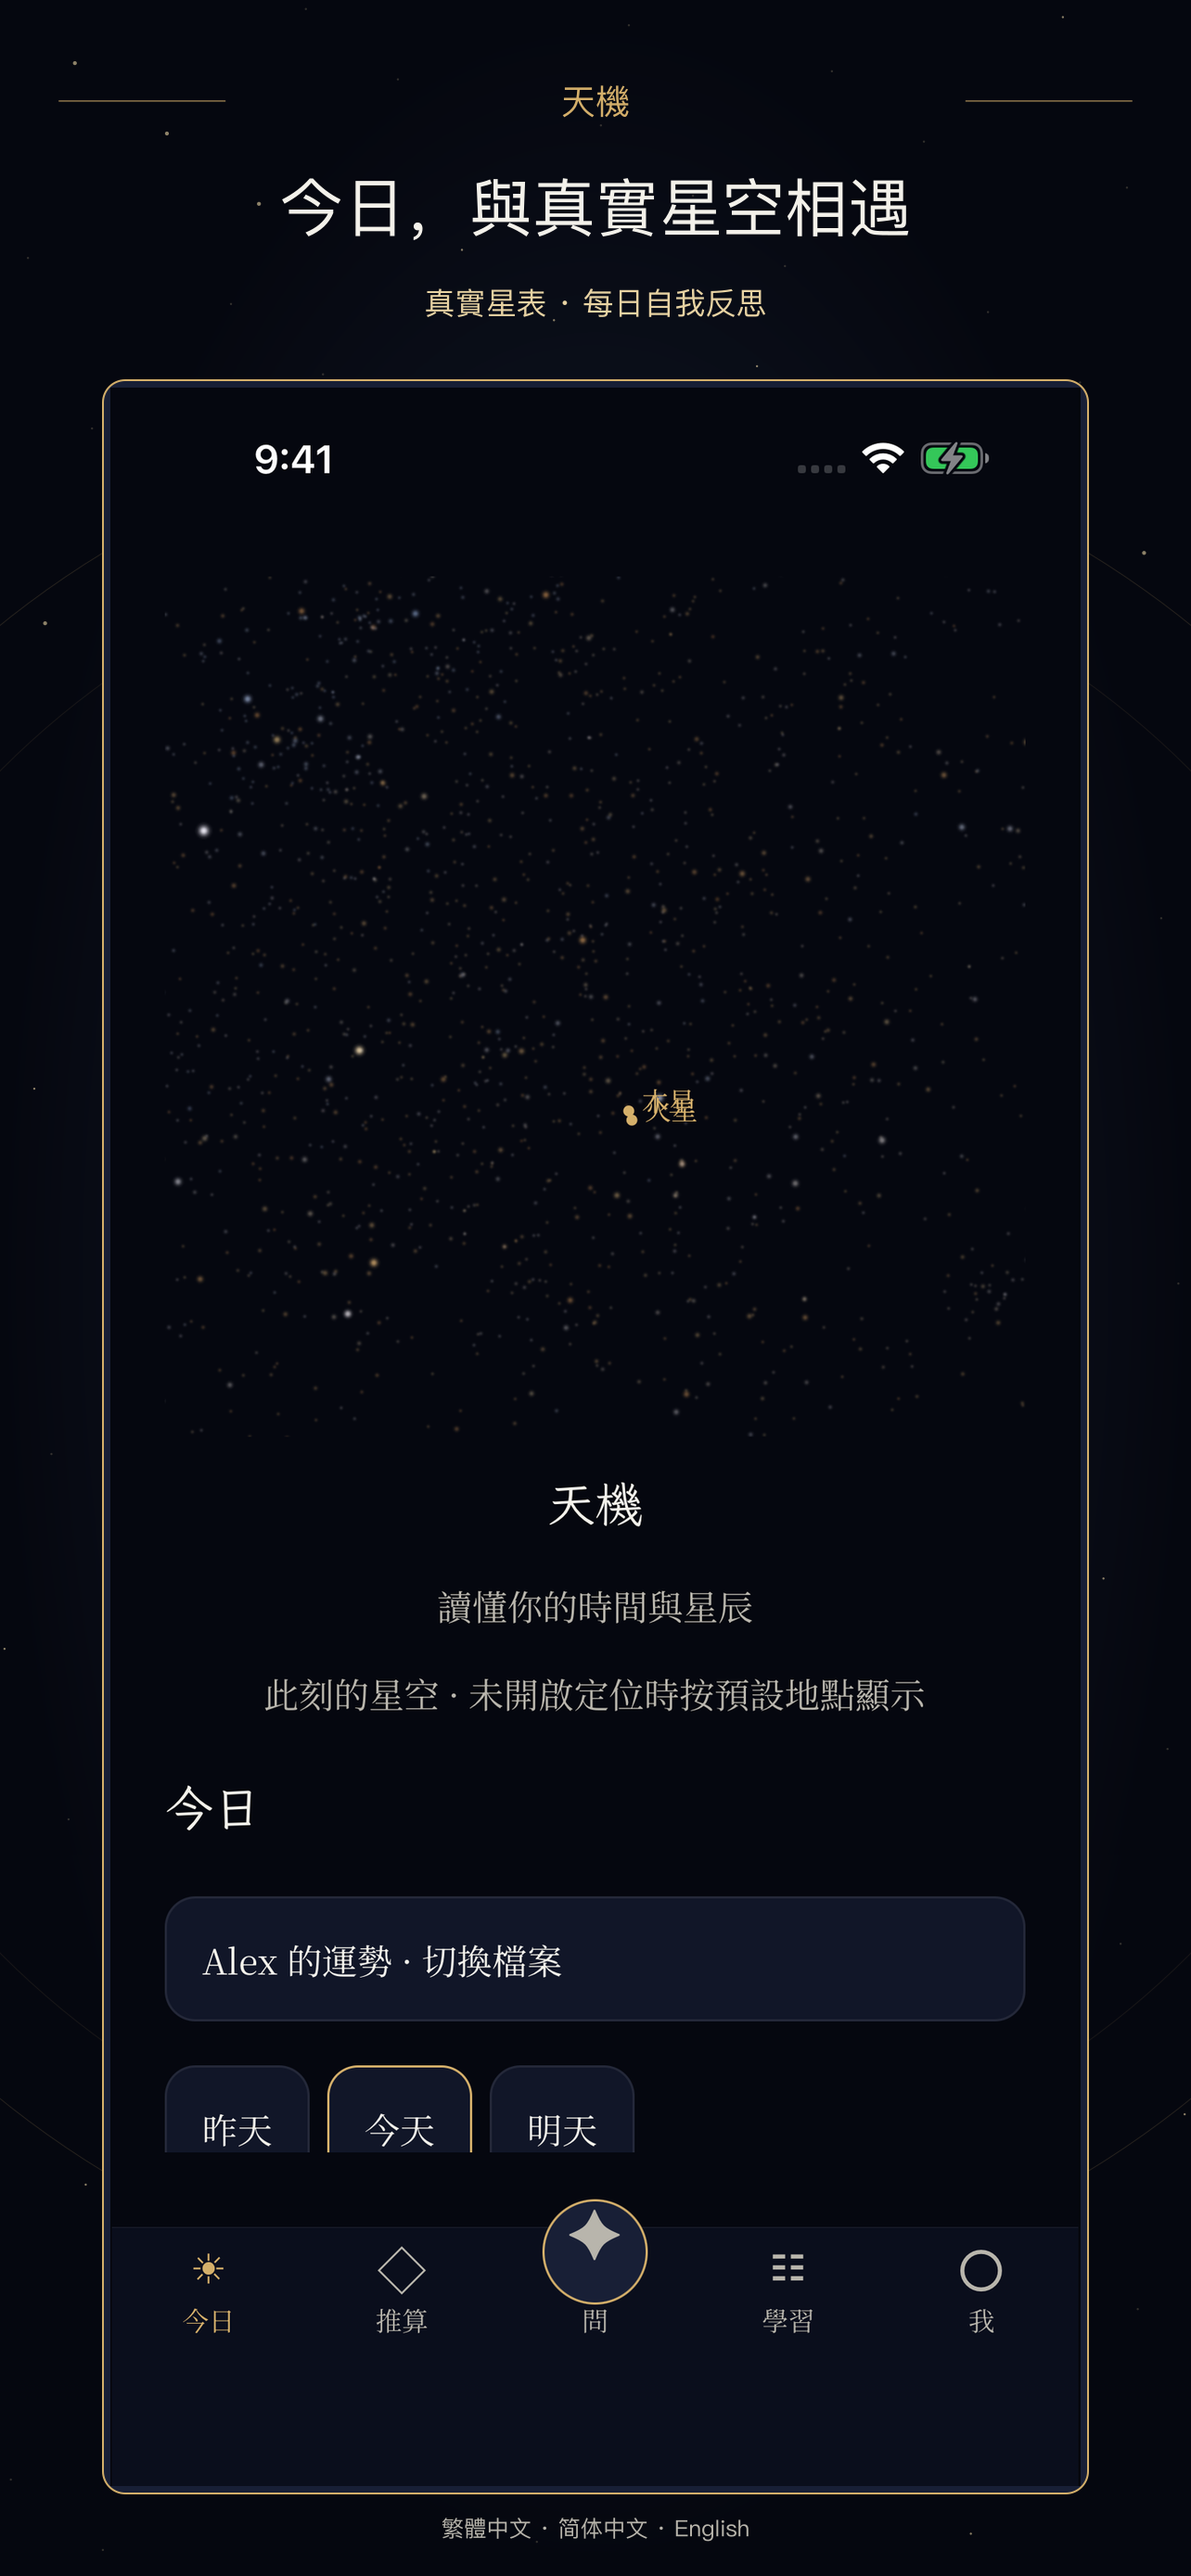 天機
今日，與真實星空相遇
真實星表 · 每日自我反思
9:41
天機
讀懂你的時間與星辰
此刻的星空 · 未開啟定位時按預設地點顯示
今日
Alex 的運勢 · 切換檔案
昨天 今天 明天
今日 推算 問 學習 我
繁體中文 · 简体中文 · English